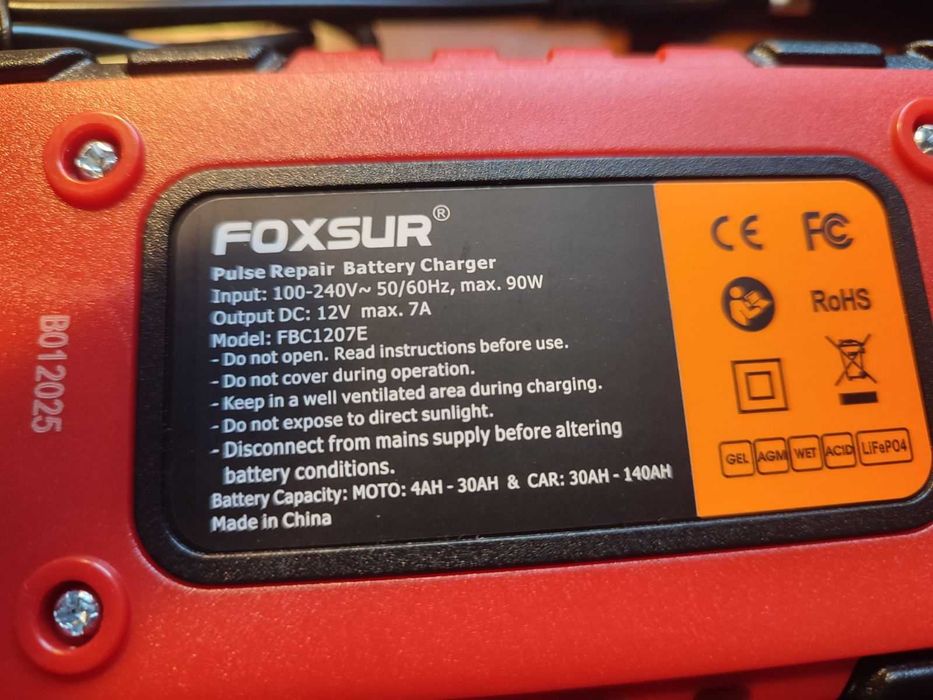 FOXSUR®
Pulse Repair Battery Charger
Input: 100-240V~ 50/60Hz, max. 90W
Output DC: 12V max. 7A
Model: FBC1207E
- Do not open. Read instructions before use.
- Do not cover during operation.
- Keep in a well ventilated area during charging.
- Do not expose to direct sunlight.
- Disconnect from mains supply before altering
battery conditions.
Battery Capacity: MOTO: 4AH - 30AH & CAR: 30AH - 140AH
Made in China
CE FC
RoHS
GEL AGM WET ACID LiFePO4
B012025